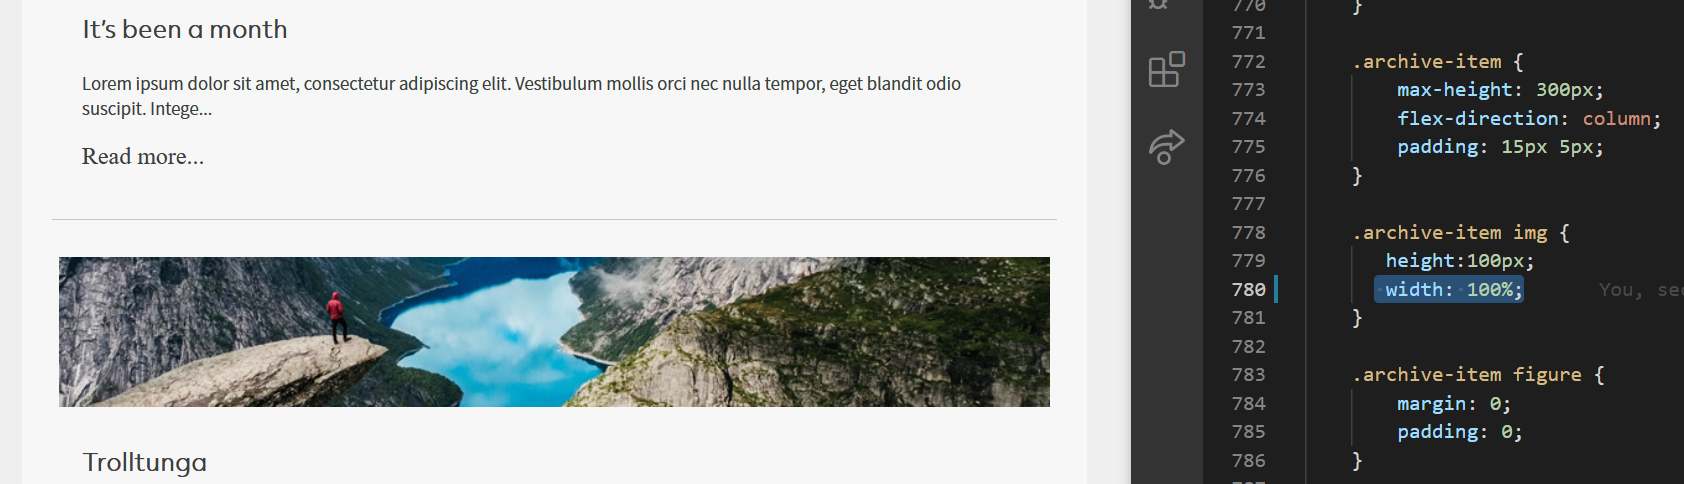 It's been a month
Lorem ipsum dolor sit amet, consectetur adipiscing elit. Vestibulum mollis orci nec nulla tempor, eget blandit odio
suscipit. Intege...
Read more...
Trolltunga
770 }
771
772 .archive-item {
773 max-height: 300px;
774 flex-direction: column;
775 padding: 15px 5px;
776 }
777
778 .archive-item img {
779 height:100px;
780 width: 100%; You,
781 }
782
783 .archive-item figure {
784 margin: 0;
785 padding: 0;
786 }